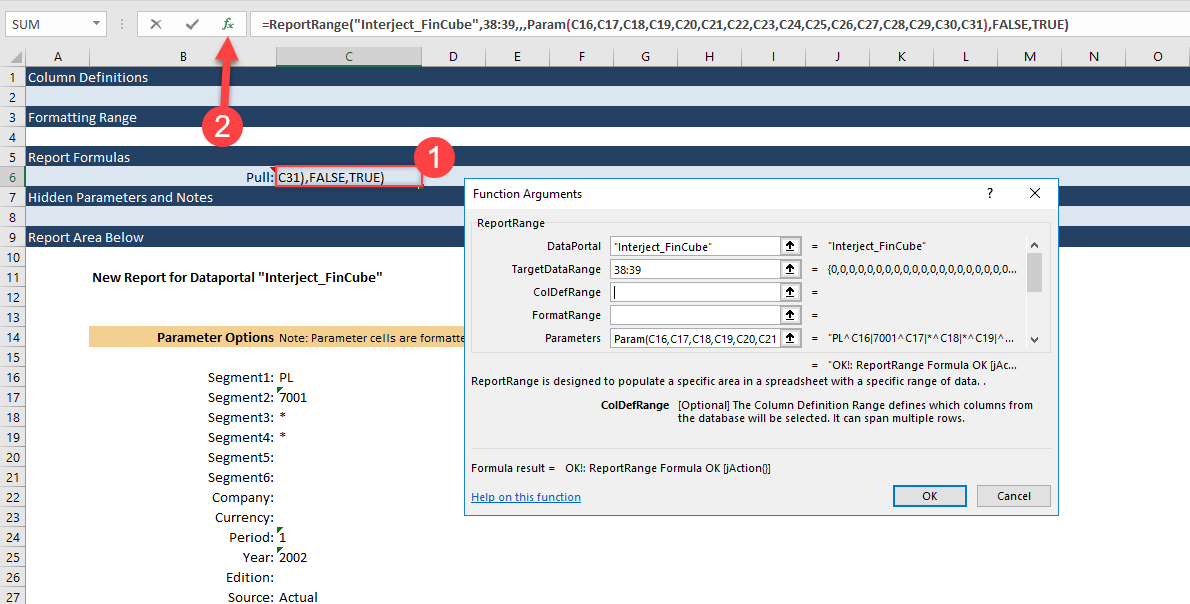 SUM =ReportRange("Interject_FinCube",38:39,,,Param(C16,C17,C18,C19,C20,C21,C22,C23,C24,C25,C26,C27,C28,C29,C30,C31),FALSE,TRUE)
A B C D E F G H I J K L M N O
1 Column Definitions
2
3 Formatting Range
4
5 Report Formulas
6 Pull: C31),FALSE,TRUE)
7 Hidden Parameters and Notes
8
9 Report Area Below
10
11 New Report for Dataportal "Interject_FinCube"
12
13
14 Parameter Options Note: Parameter cells are formatte
15
16 Segment1: PL
17 Segment2: 7001
18 Segment3: *
19 Segment4: *
20 Segment5:
21 Segment6:
22 Company:
23 Currency:
24 Period: 1
25 Year: 2002
26 Edition:
27 Source: Actual
2
1
Function Arguments ?
ReportRange
DataPortal "Interject_FinCube" = "Interject_FinCube"
TargetDataRange 38:39 = {0,0,0,0,0,0,0,0,0,0,0,0,0,0,0,0,0,0,0,0...
ColDefRange =
FormatRange =
Parameters Param(C16,C17,C18,C19,C20,C21 = "PL^C16|7001^C17|*^C18|*^C19|^...
= "OK!: ReportRange Formula OK [jAc...
ReportRange is designed to populate a specific area in a spreadsheet with a specific range of data. .
ColDefRange [Optional] The Column Definition Range defines which columns from
the database will be selected. It can span multiple rows.
Formula result = OK!: ReportRange Formula OK [jAction{}]
Help on this function
OK Cancel